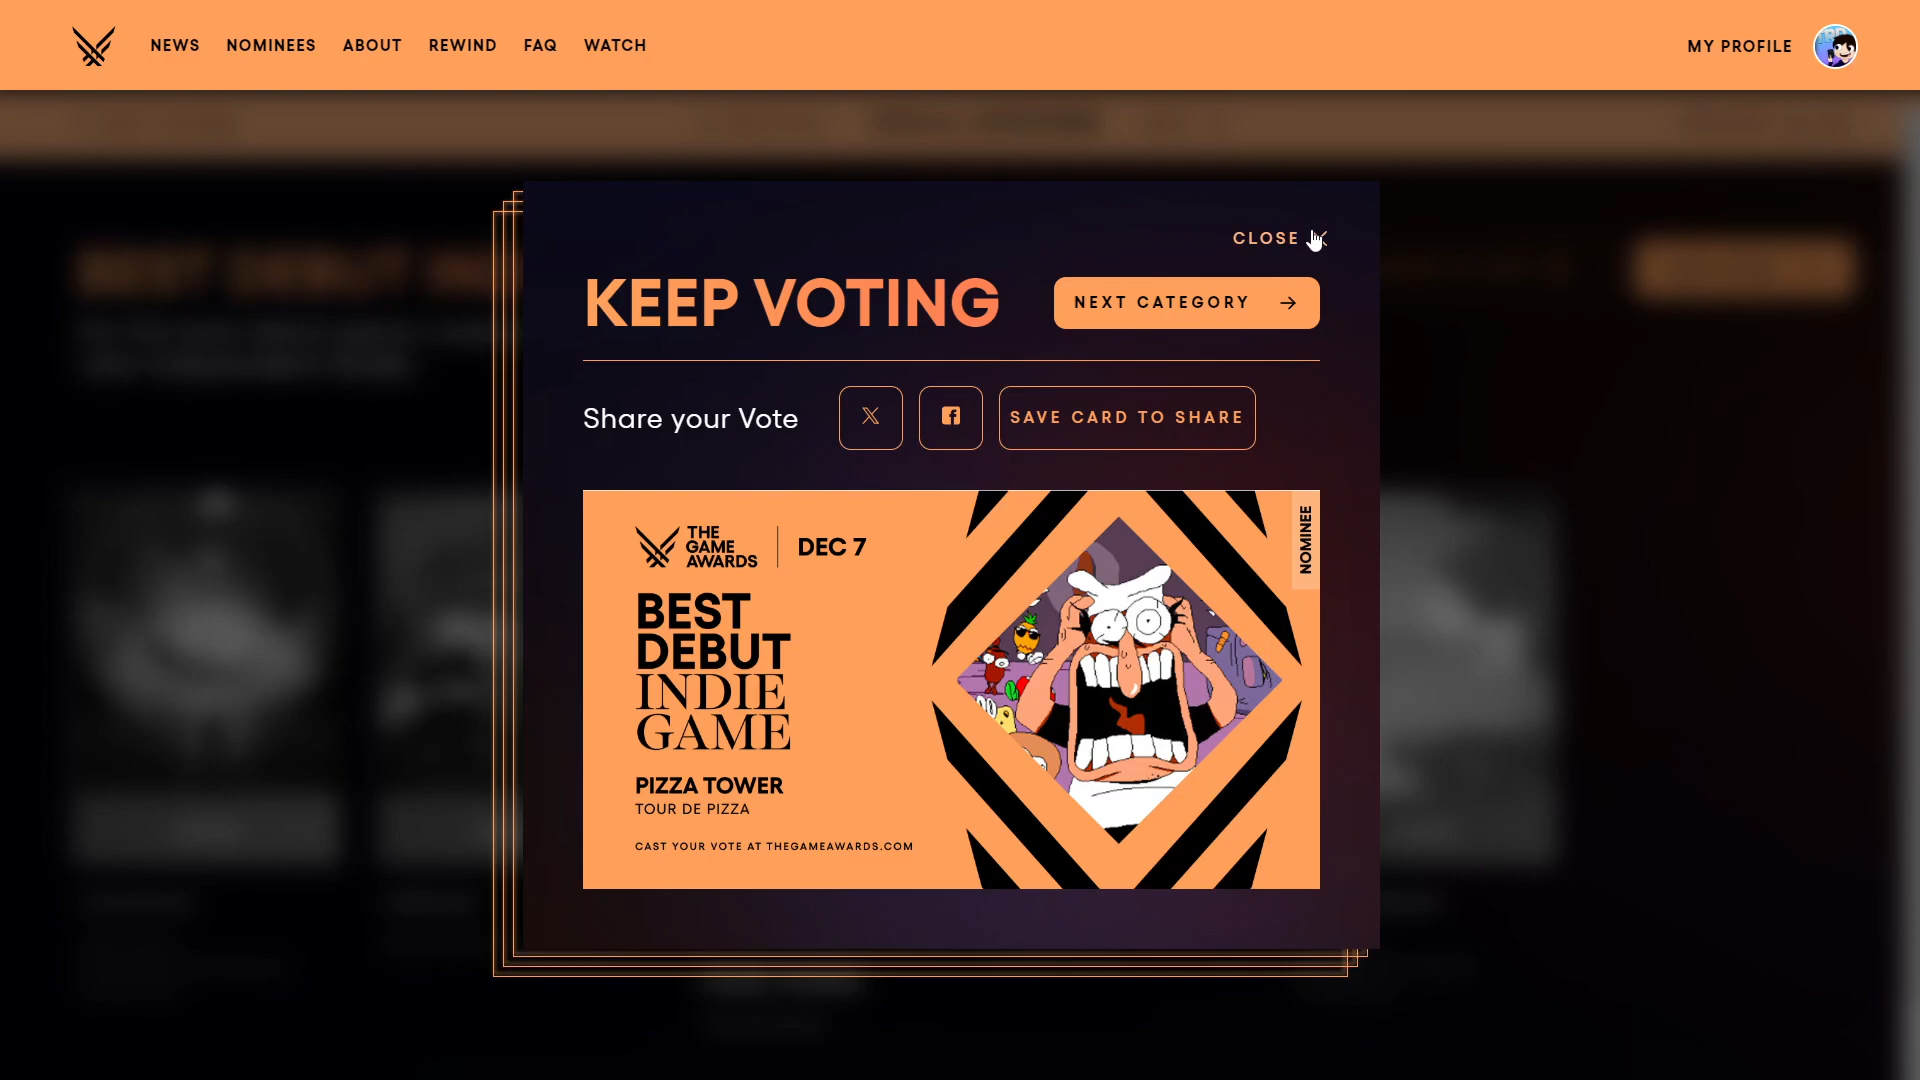 NEWS NOMINEES ABOUT REWIND FAQ WATCH MY PROFILE
CLOSE
KEEP VOTING
NEXT CATEGORY →
Share your Vote
SAVE CARD TO SHARE
THE
GAME
AWARDS
DEC 7
NOMINEE
BEST
DEBUT
INDIE
GAME
PIZZA TOWER
TOUR DE PIZZA
CAST YOUR VOTE AT THEGAMEAWARDS.COM